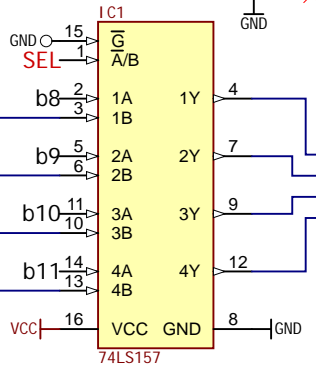 IC1
GND
GND 15 G
SEL 1 A/B
b8 2 1A 1Y 4
3 1B
b9 5 2A 2Y 7
6 2B
b10 11 3A 3Y 9
10 3B
b11 14 4A 4Y 12
13 4B
VCC 16 VCC GND 8 GND
74LS157